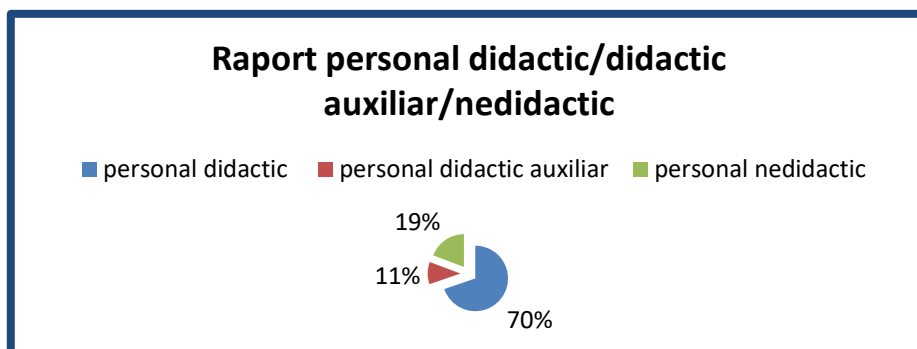 Raport personal didactic/didactic
auxiliar/nedidactic
personal didactic personal didactic auxiliar personal nedidactic
19%
11%
70%